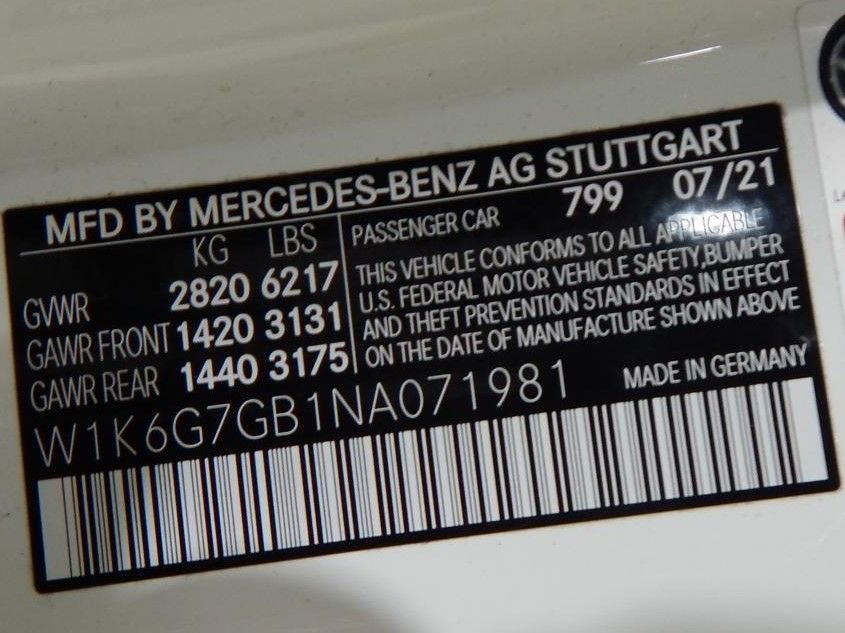 MFD BY MERCEDES-BENZ AG STUTTGART
KG LBS
GVWR 2820 6217
GAWR FRONT 1420 3131
GAWR REAR 1440 3175
PASSENGER CAR 799 07/21
THIS VEHICLE CONFORMS TO ALL APPLIGABLE
U.S. FEDERAL MOTOR VEHICLE SAFETY,BUMPER
AND THEFT PREVENTION STANDARDS IN EFFECT
ON THE DATE OF MANUFACTURE SHOWN ABOVE
W1K6G7GB1NA071981 MADE IN GERMANY